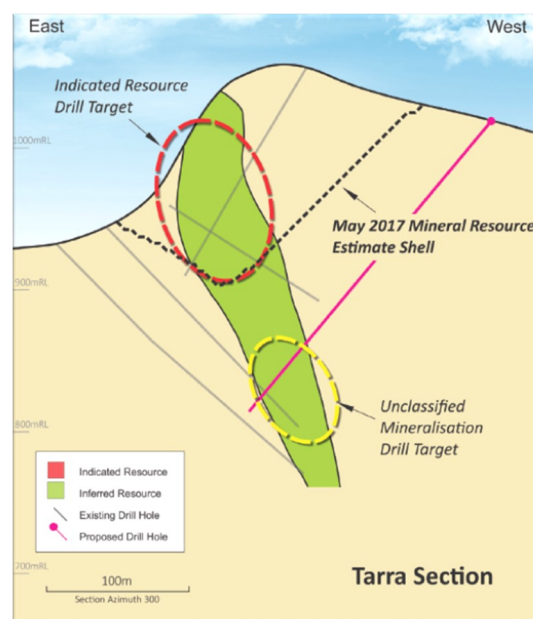 East
West
Indicated Resource
Drill Target
1000mRL
May 2017 Mineral Resource
Estimate Shell
900mRL
Unclassified
Mineralisation
Drill Target
800mRL
Indicated Resource
Inferred Resource
Existing Drill Hole
Proposed Drill Hole
700mRL
100m
Section Azimuth 300
Tarra Section